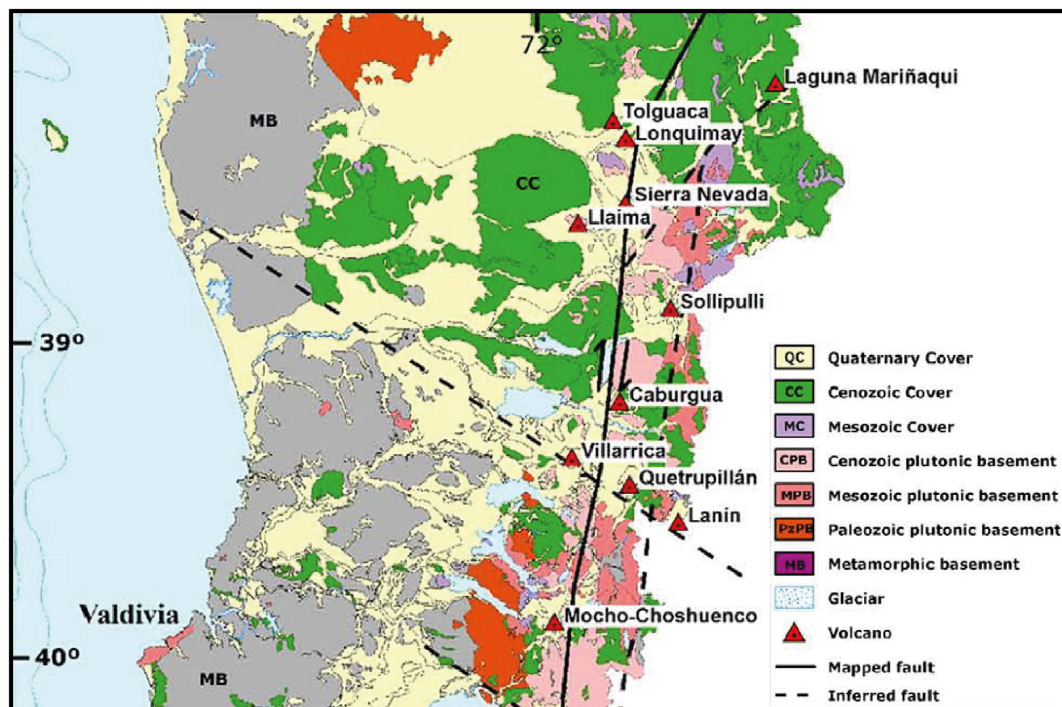 72º
Laguna Mariñaqui
Tolguaca
Lonquimay
MB
CC
Sierra Nevada
Llaima
Sollipulli
39º
Caburgua
Villarrica
Quetrupillán
Lanín
Valdivia
Mocho-Choshuenco
40º
MB
QC Quaternary Cover
CC Cenozoic Cover
MC Mesozoic Cover
CPB Cenozoic plutonic basement
MPB Mesozoic plutonic basement
PzPB Paleozoic plutonic basement
MB Metamorphic basement
Glaciar
Volcano
Mapped fault
Inferred fault